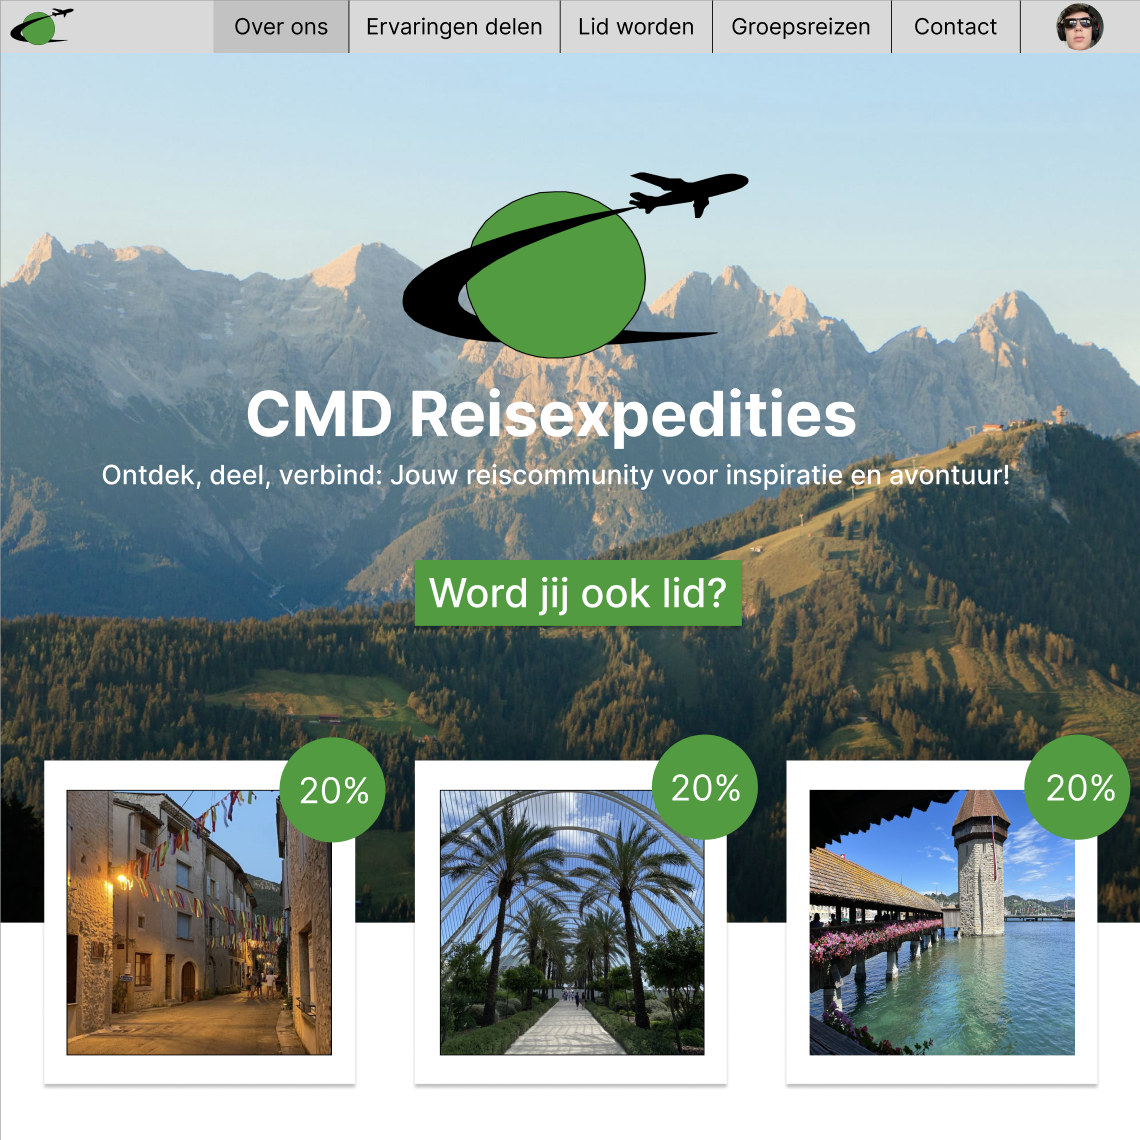 Over ons
Ervaringen delen
Lid worden
Groepsreizen
Contact
CMD Reisexpedities
Ontdek, deel, verbind: Jouw reiscommunity voor inspiratie en avontuur!
Word jij ook lid?
20%
20%
20%